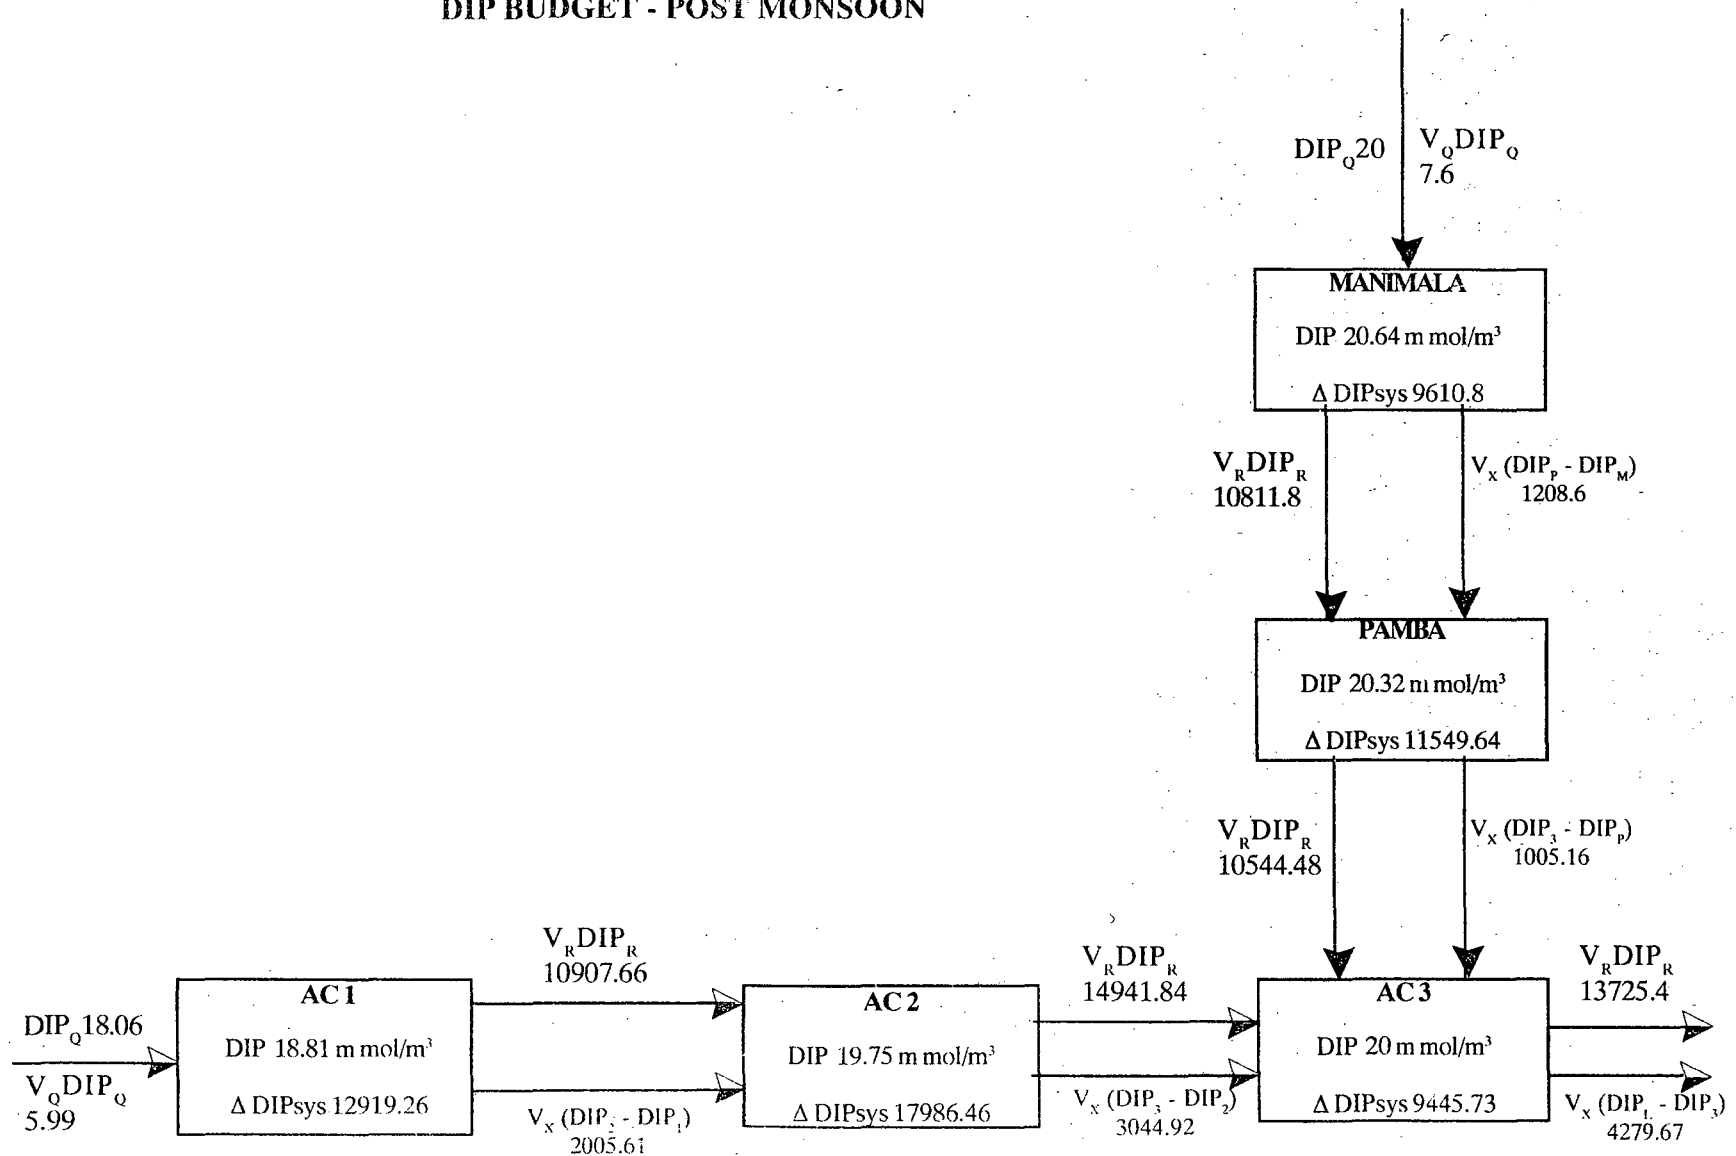 DIP BUDGET - POST MONSOON
DIP_Q20
V_QDIP_Q
7.6
MANIMALA
DIP 20.64 m mol/m³
Δ DIPsys 9610.8
V_RDIP_R
10811.8
V_X (DIP_P - DIP_M)
1208.6
PAMBA
DIP 20.32 m mol/m³
Δ DIPsys 11549.64
V_RDIP_R
10544.48
V_X (DIP_3 - DIP_P)
1005.16
DIP_Q18.06
V_QDIP_Q
5.99
AC 1
DIP 18.81 m mol/m³
Δ DIPsys 12919.26
V_RDIP_R
10907.66
V_X (DIP - DIP_1)
2005.61
AC 2
DIP 19.75 m mol/m³
Δ DIPsys 17986.46
V_RDIP_R
14941.84
V_X (DIP_3 - DIP_2)
3044.92
AC 3
DIP 20 m mol/m³
Δ DIPsys 9445.73
V_RDIP_R
13725.4
V_X (DIP - DIP_3)
4279.67